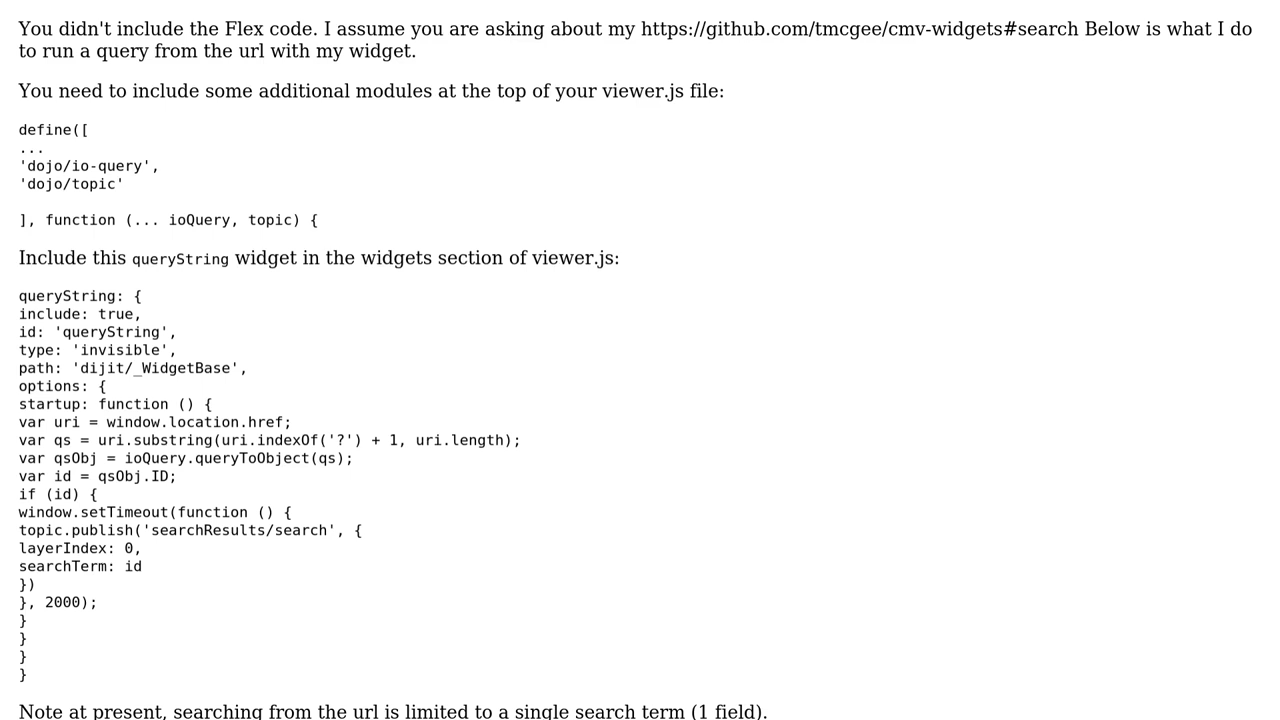 You didn't include the Flex code. I assume you are asking about my https://github.com/tmcgee/cmv-widgets#search Below is what I do
to run a query from the url with my widget.
You need to include some additional modules at the top of your viewer.js file:
define([
...
'dojo/io-query',
'dojo/topic'
], function (... ioQuery, topic) {
Include this queryString widget in the widgets section of viewer.js:
queryString: {
include: true,
id: 'queryString',
type: 'invisible',
path: 'dijit/_WidgetBase',
options: {
startup: function () {
var uri = window.location.href;
var qs = uri.substring(uri.indexOf('?') + 1, uri.length);
var qsObj = ioQuery.queryToObject(qs);
var id = qsObj.ID;
if (id) {
window.setTimeout(function () {
topic.publish('searchResults/search', {
layerIndex: 0,
searchTerm: id
})
}, 2000);
}
}
}
}
Note at present, searching from the url is limited to a single search term (1 field).